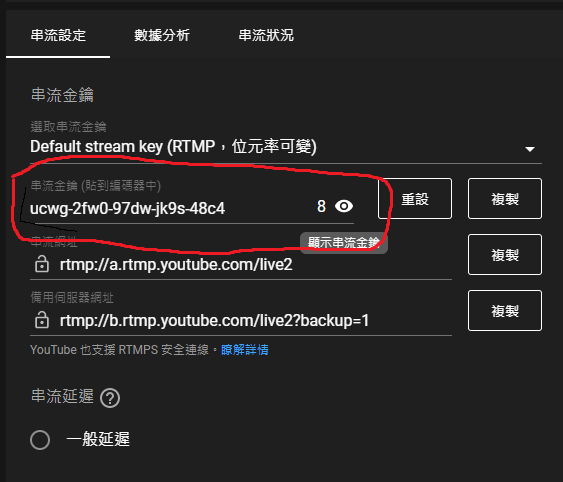 串流設定 數據分析 串流狀況
串流金鑰
選取串流金鑰
Default stream key (RTMP，位元率可變)
串流金鑰 (貼到編碼器中)
ucwg-2fw0-97dw-jk9s-48c4 8 重設 複製
顯示串流金鑰
串流網址
rtmp://a.rtmp.youtube.com/live2 複製
備用伺服器網址
rtmp://b.rtmp.youtube.com/live2?backup=1 複製
YouTube 也支援 RTMPS 安全連線。瞭解詳情
串流延遲 ?
一般延遲